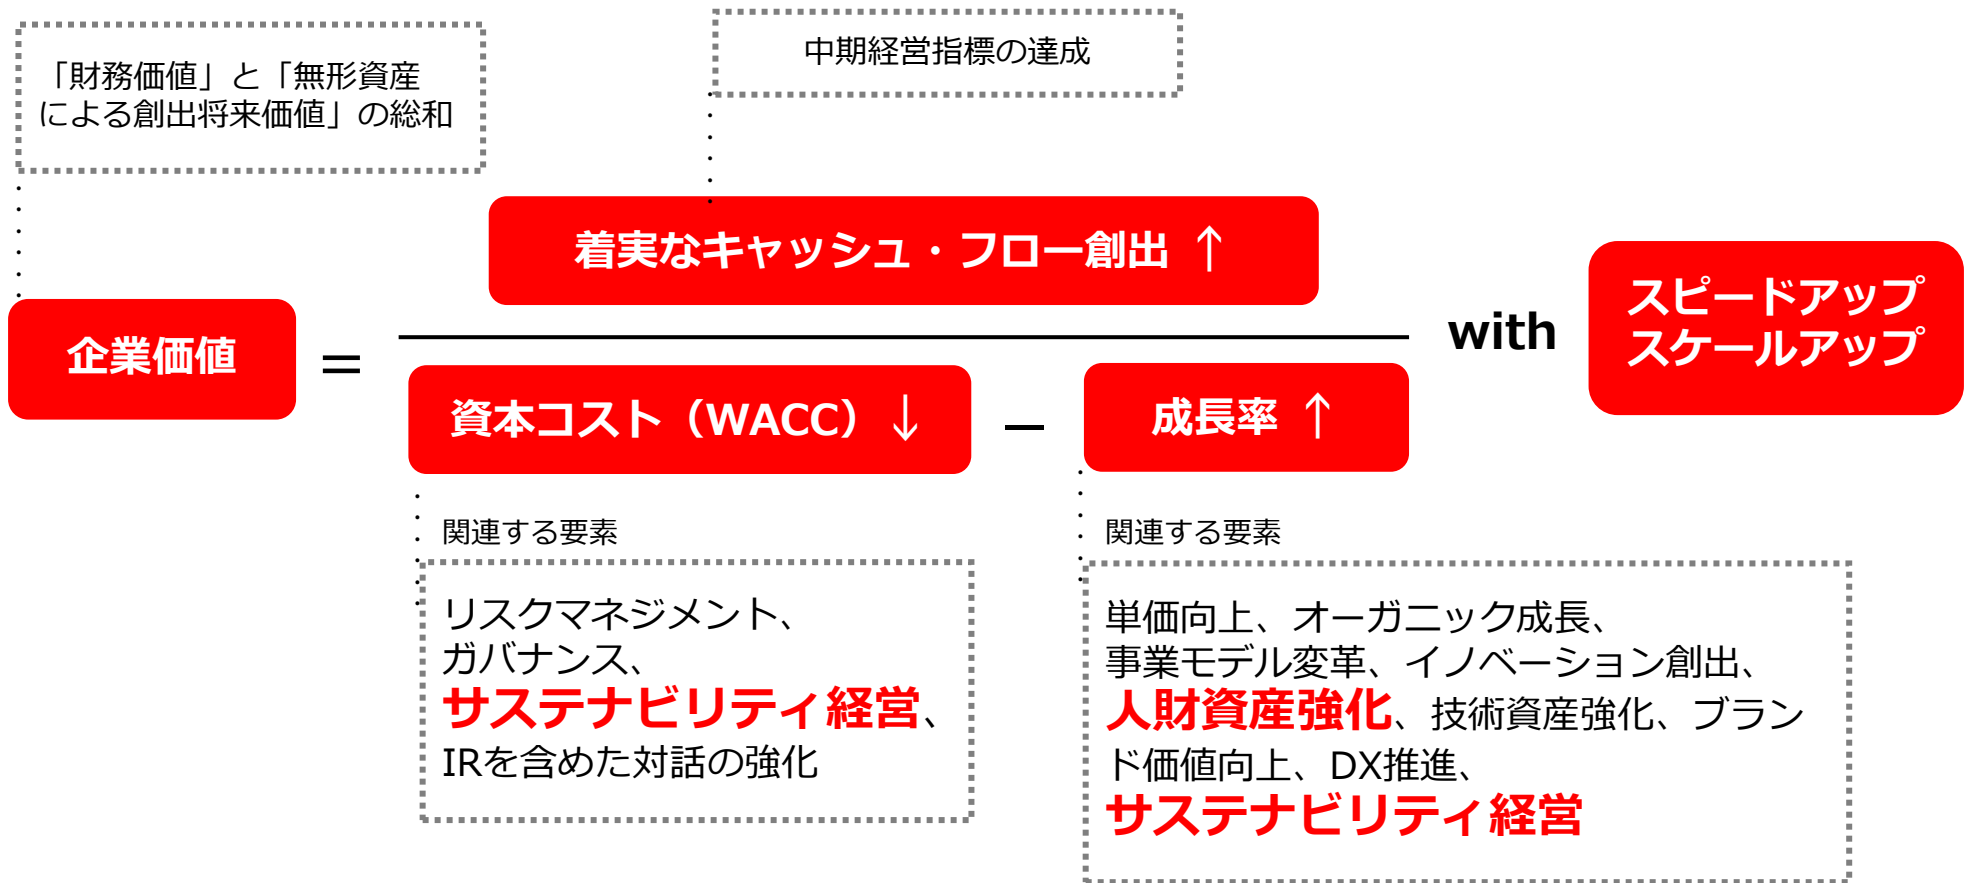 「財務価値」と「無形資産
による創出将来価値」の総和
中期経営指標の達成
着実なキャッシュ・フロー創出 ↑
企業価値
=
資本コスト（WACC）↓
－
成長率 ↑
with
スピードアップ
スケールアップ
関連する要素
リスクマネジメント、
ガバナンス、
サステナビリティ経営、
IRを含めた対話の強化
関連する要素
単価向上、オーガニック成長、
事業モデル変革、イノベーション創出、
人財資産強化、技術資産強化、ブラン
ド価値向上、DX推進、
サステナビリティ経営